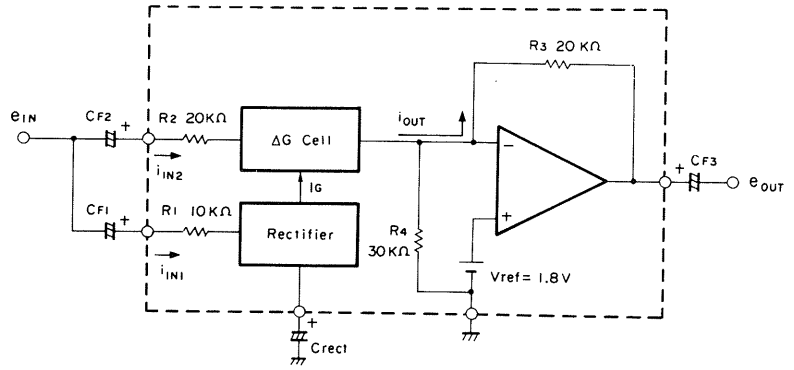 R3 20KΩ
eIN
CF2 +
R2 20KΩ
ΔG Cell
iOUT
−
+ CF3
eOUT
iIN2
IG
CF1 +
R1 10KΩ
Rectifier
R4
30KΩ
+
iIN1
Vref=1.8V
+
Crect